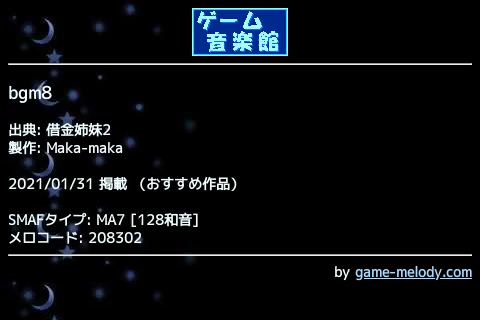 ゲーム
音楽館
bgm8
出典: 借金姉妹2
製作: Maka-maka
2021/01/31 掲載 (おすすめ作品)
SMAFタイプ: MA7 [128和音]
メロコード: 208302
by game-melody.com